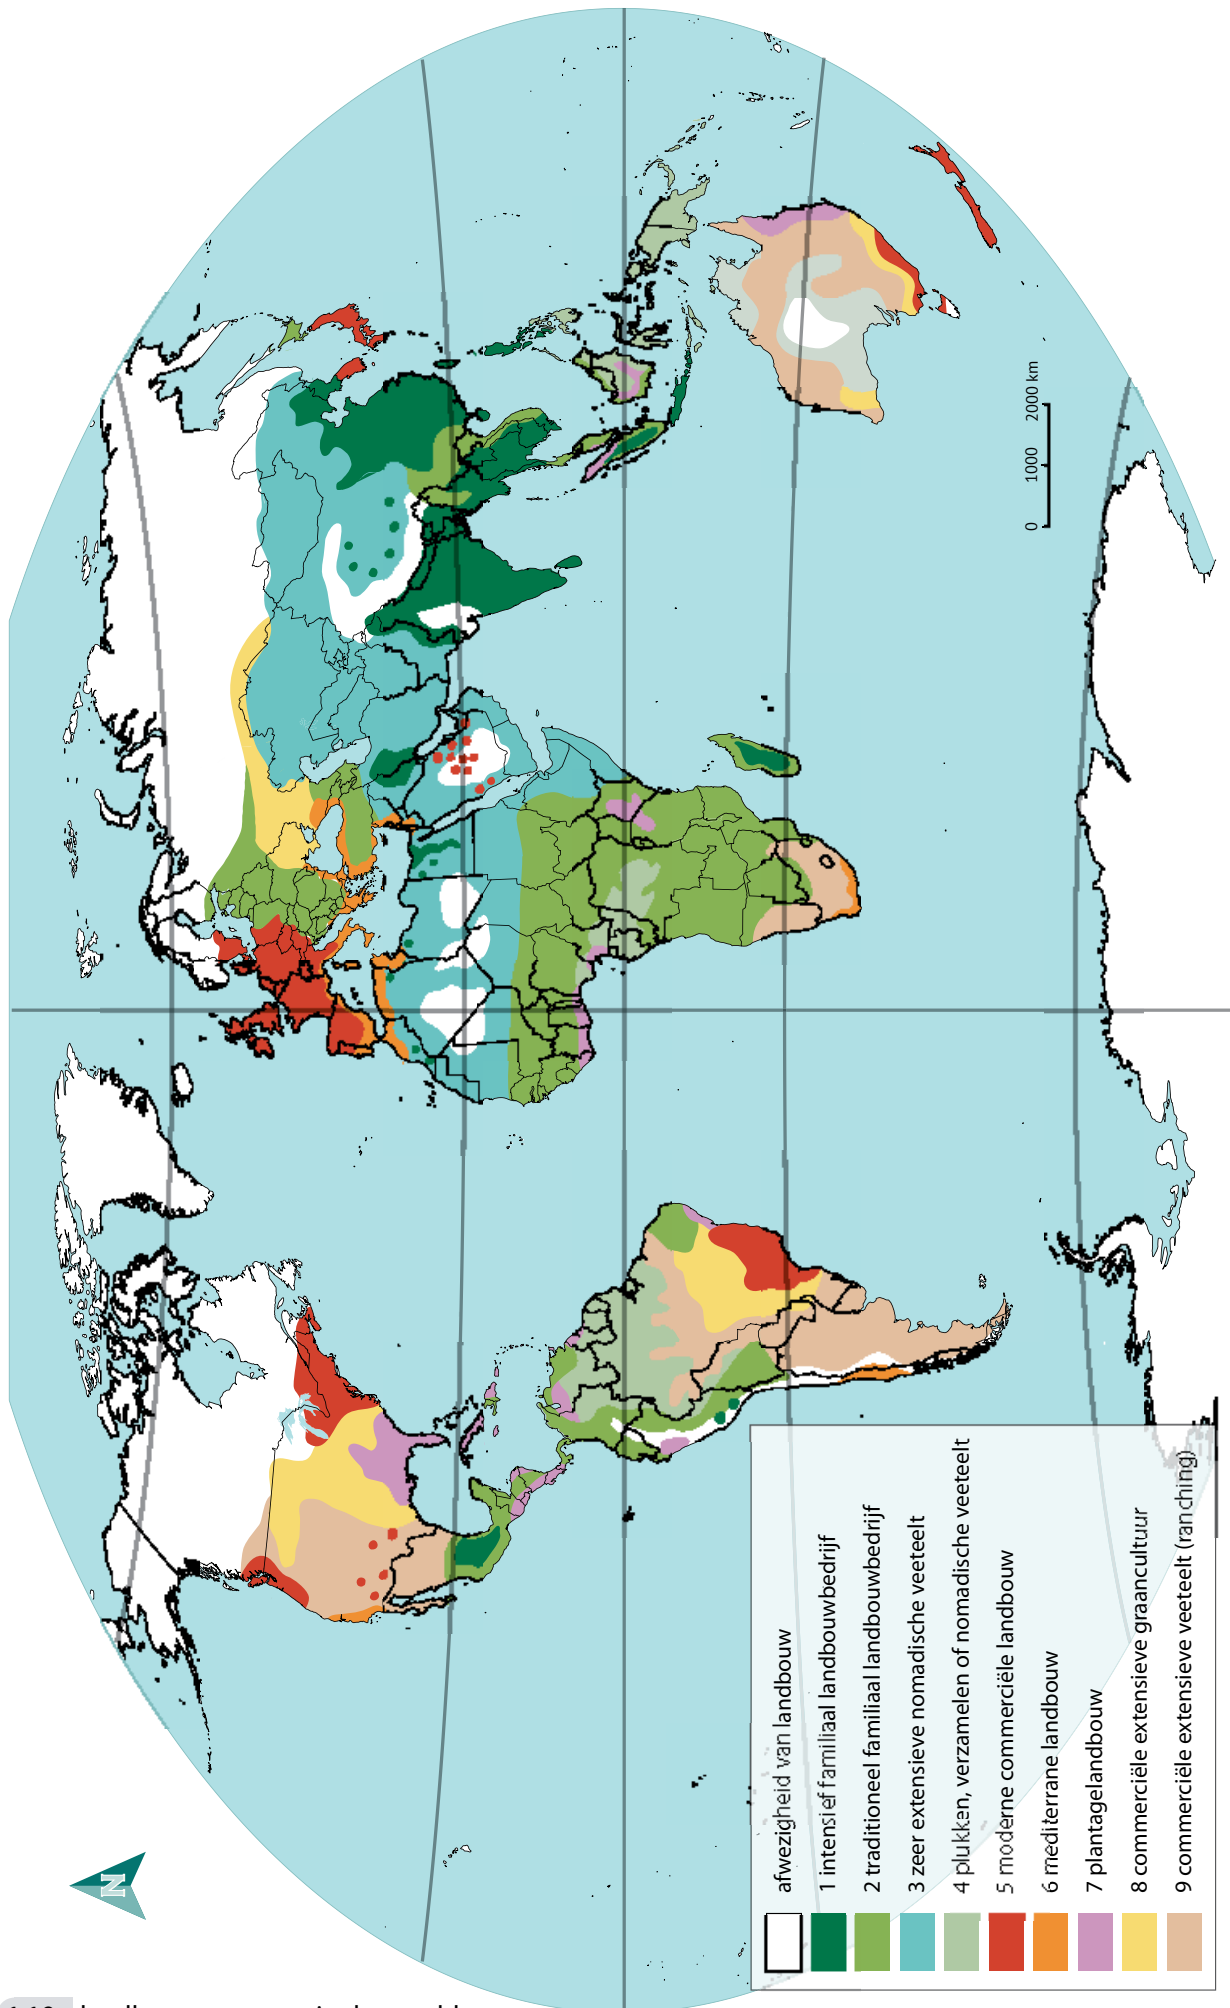 N
0 1000 2000 km
afwezigheid van landbouw
1 intensief familiaal landbouwbedrijf
2 traditioneel familiaal landbouwbedrijf
3 zeer extensieve nomadische veeteelt
4 plukken, verzamelen of nomadische veeteelt
5 moderne commerciële landbouw
6 mediterrane landbouw
7 plantagelandbouw
8 commerciële extensieve graancultuur
9 commerciële extensieve veeteelt (ranching)